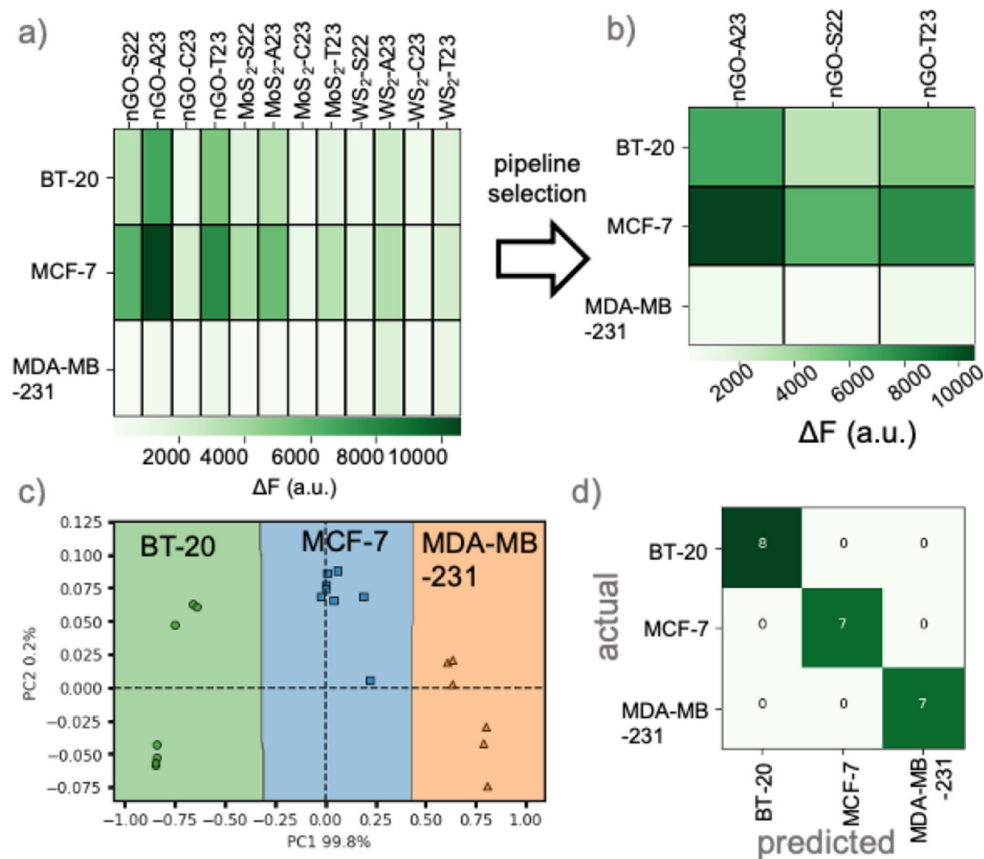 a)
nGO-S22
nGO-A23
nGO-C23
nGO-T23
MoS₂-S22
MoS₂-A23
MoS₂-C23
MoS₂-T23
WS₂-S22
WS₂-A23
WS₂-C23
WS₂-T23
BT-20
MCF-7
MDA-MB
-231
2000 4000 6000 8000 10000
ΔF (a.u.)
pipeline
selection
b)
nGO-A23
nGO-S22
nGO-T23
BT-20
MCF-7
MDA-MB
-231
2000 4000 6000 8000 10000
ΔF (a.u.)
c)
BT-20 MCF-7 MDA-MB
-231
0.125
0.100
0.075
0.050
0.025
0.000
−0.025
−0.050
−0.075
PC2 0.2%
−1.00 −0.75 −0.50 −0.25 0.00 0.25 0.50 0.75 1.00
PC1 99.8%
d)
actual
BT-20 8 0 0
MCF-7 0 7 0
MDA-MB
-231
0 0 7
BT-20
MCF-7
MDA-MB
-231
predicted